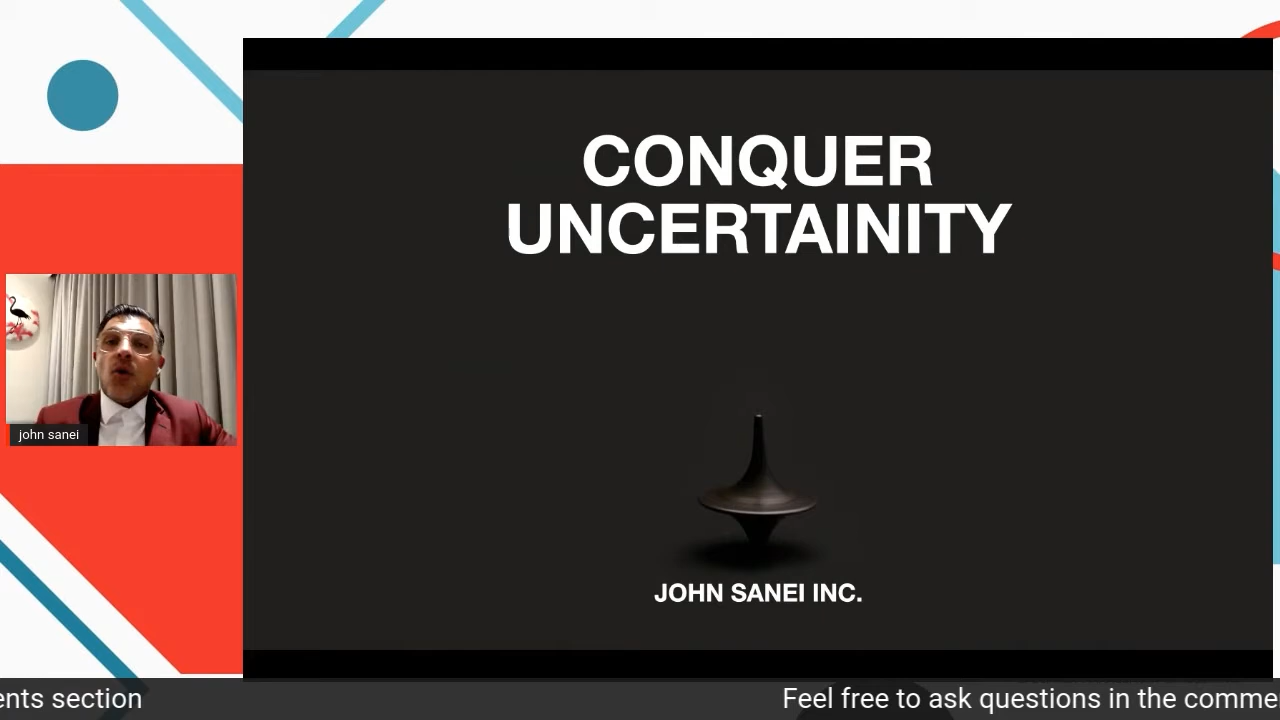 CONQUER
UNCERTAINITY
john sanei
JOHN SANEI INC.
ents section
Feel free to ask questions in the comme